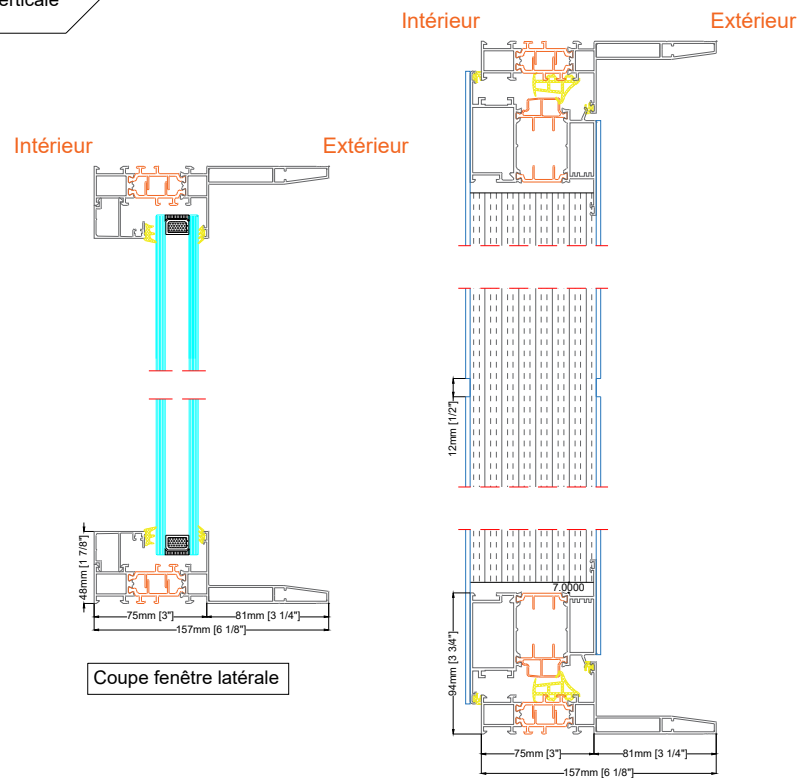 erticale
Intérieur
Extérieur
Intérieur
Extérieur
12mm [1/2"]
48mm [1 7/8"]
75mm [3"]
81mm [3 1/4"]
157mm [6 1/8"]
Coupe fenêtre latérale
7.0000
94mm [3 3/4"]
75mm [3"]
81mm [3 1/4"]
157mm [6 1/8"]